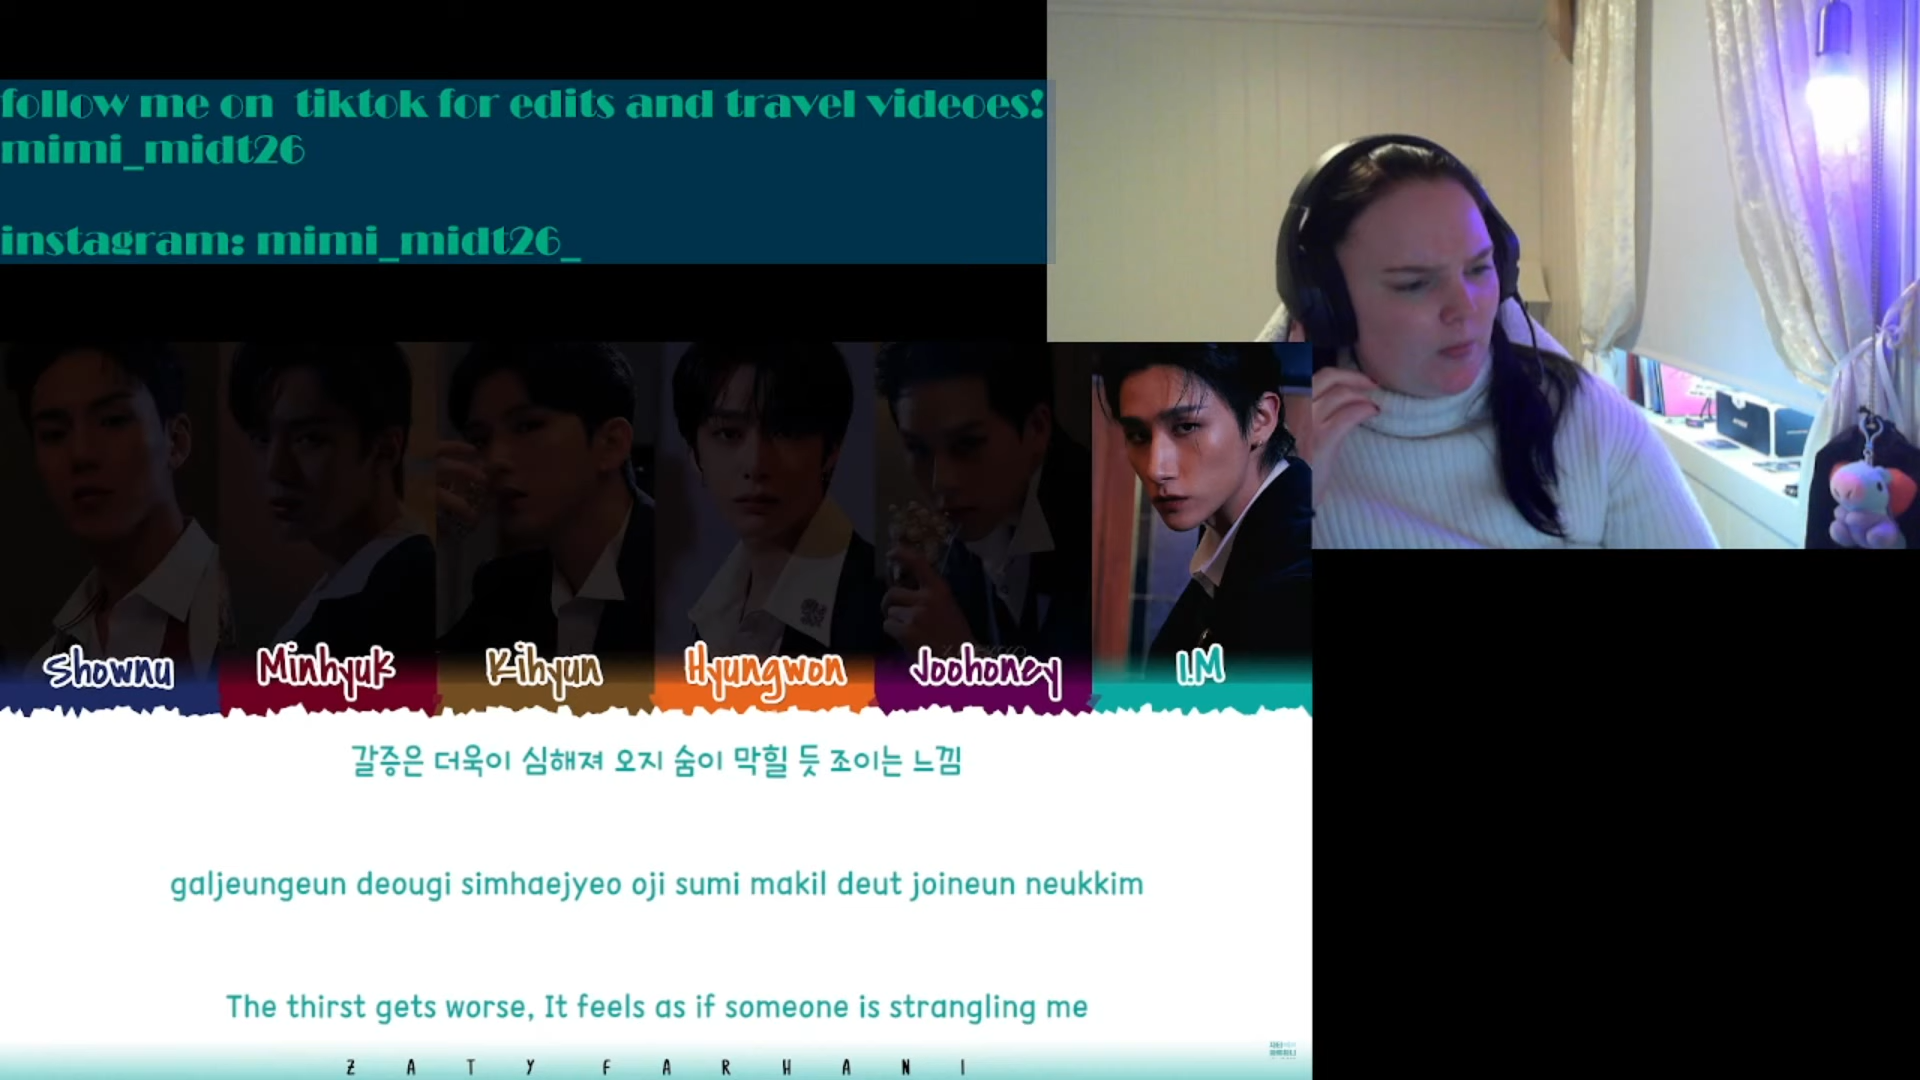 follow me on tiktok for edits and travel videoes!
mimi_midt26
instagram: mimi_midt26_
Shownu Minhyuk Kihyun Hyungwon Joohoney I.M
갈증은 더욱이 심해져 오지 숨이 막힐 듯 조이는 느낌
galjeungeun deougi simhaejyeo oji sumi makil deut joineun neukkim
The thirst gets worse, It feels as if someone is strangling me
ZATY FARHANI